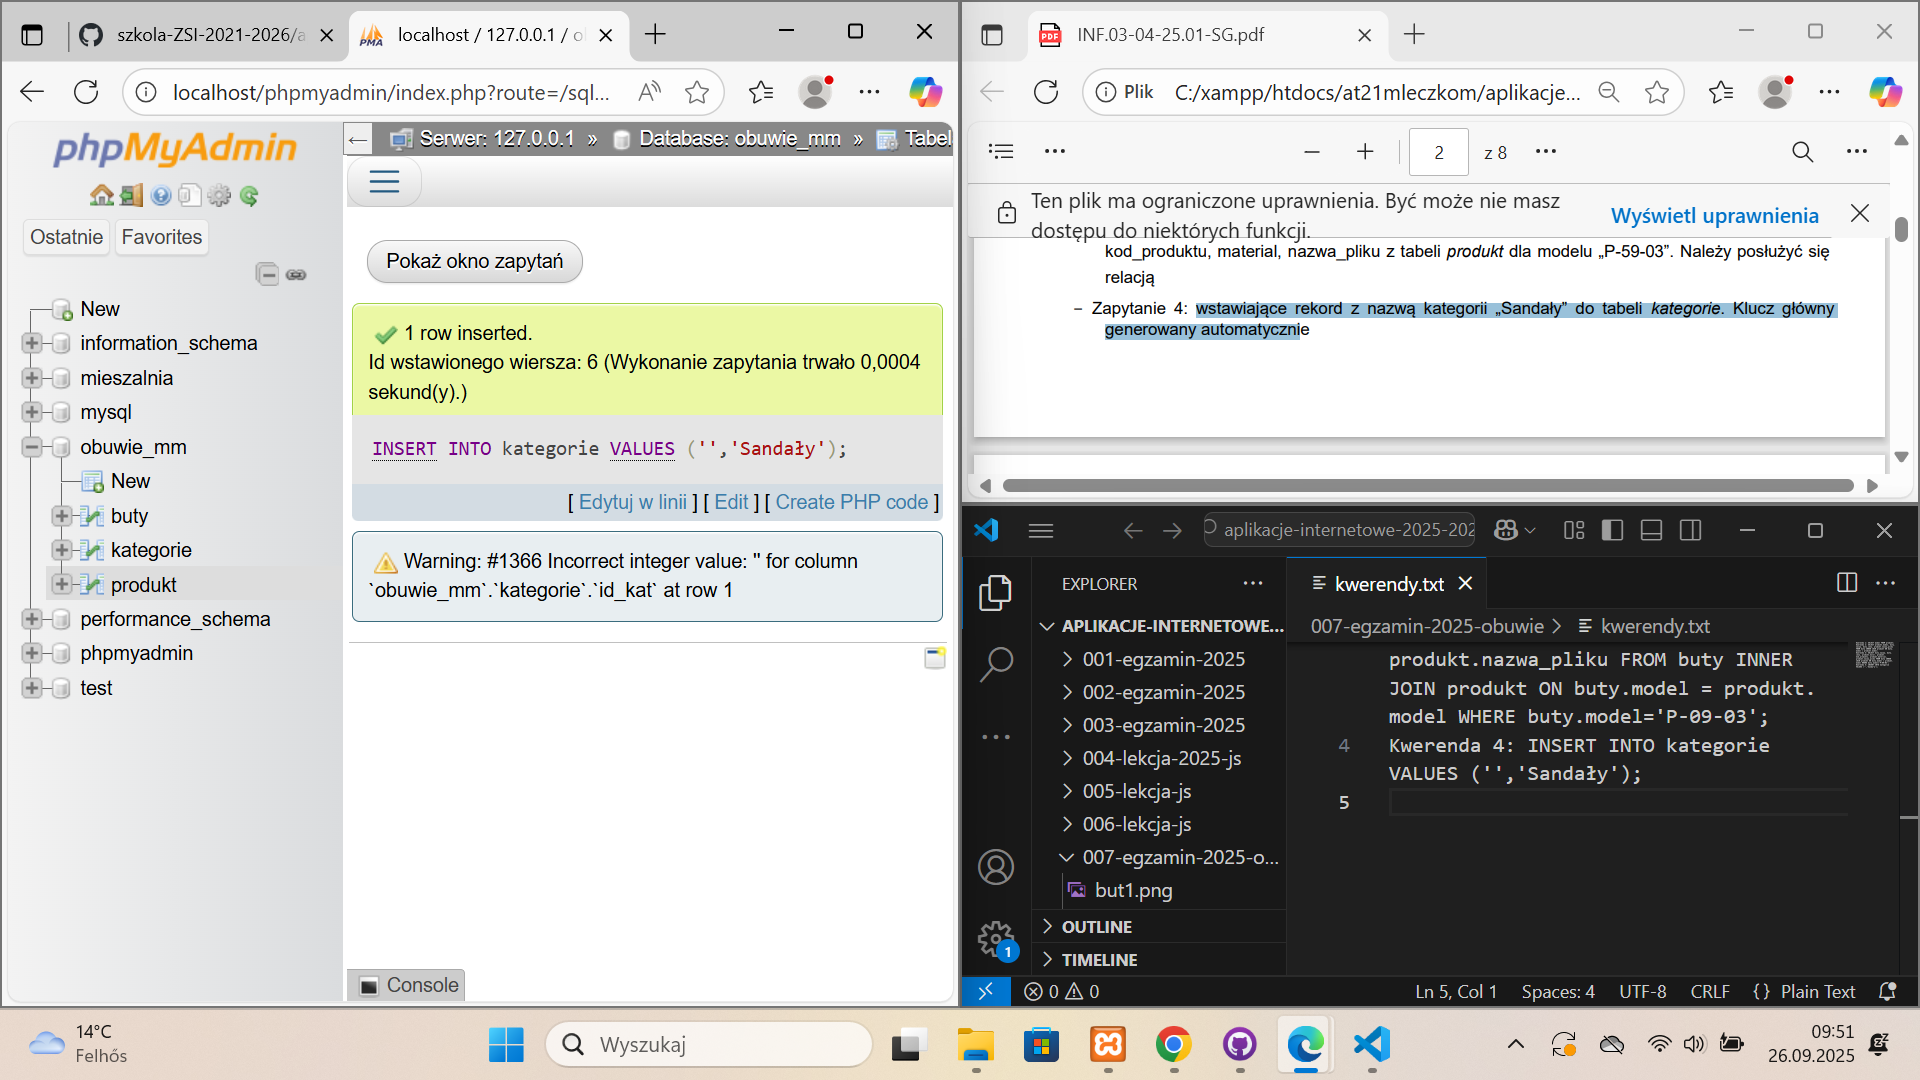 szkola-ZSI-2021-2026/a
localhost / 127.0.0.1 / o
localhost/phpmyadmin/index.php?route=/sql...
phpMyAdmin
Ostatnie
Favorites
New
information_schema
mieszalnia
mysql
obuwie_mm
New
buty
kategorie
produkt
performance_schema
phpmyadmin
test
Serwer: 127.0.0.1 » Database: obuwie_mm » Tabel
Pokaż okno zapytań
1 row inserted.
Id wstawionego wiersza: 6 (Wykonanie zapytania trwało 0,0004
sekund(y).)
INSERT INTO kategorie VALUES ('','Sandały');
[ Edytuj w linii ] [ Edit ] [ Create PHP code ]
Warning: #1366 Incorrect integer value: '' for column
`obuwie_mm`.`kategorie`.`id_kat` at row 1
Console
INF.03-04-25.01-SG.pdf
Plik
C:/xampp/htdocs/at21mleczkom/aplikacje...
2
z 8
Ten plik ma ograniczone uprawnienia. Być może nie masz
dostępu do niektórych funkcji.
Wyświetl uprawnienia
kod_produktu, material, nazwa_pliku z tabeli produkt dla modelu „P-59-03”. Należy posłużyć się
relacją
− Zapytanie 4: wstawiające rekord z nazwą kategorii „Sandały” do tabeli kategorie. Klucz główny
generowany automatycznie
aplikacje-internetowe-2025-202
EXPLORER
APLIKACJE-INTERNETOWE...
001-egzamin-2025
002-egzamin-2025
003-egzamin-2025
004-lekcja-2025-js
005-lekcja-js
006-lekcja-js
007-egzamin-2025-o...
but1.png
OUTLINE
TIMELINE
1
kwerendy.txt
007-egzamin-2025-obuwie > kwerendy.txt
produkt.nazwa_pliku FROM buty INNER
JOIN produkt ON buty.model = produkt.
model WHERE buty.model='P-09-03';
4 Kwerenda 4: INSERT INTO kategorie
VALUES ('','Sandały');
5
0 0
Ln 5, Col 1
Spaces: 4
UTF-8
CRLF
{} Plain Text
14°C
Felhős
Wyszukaj
09:51
26.09.2025